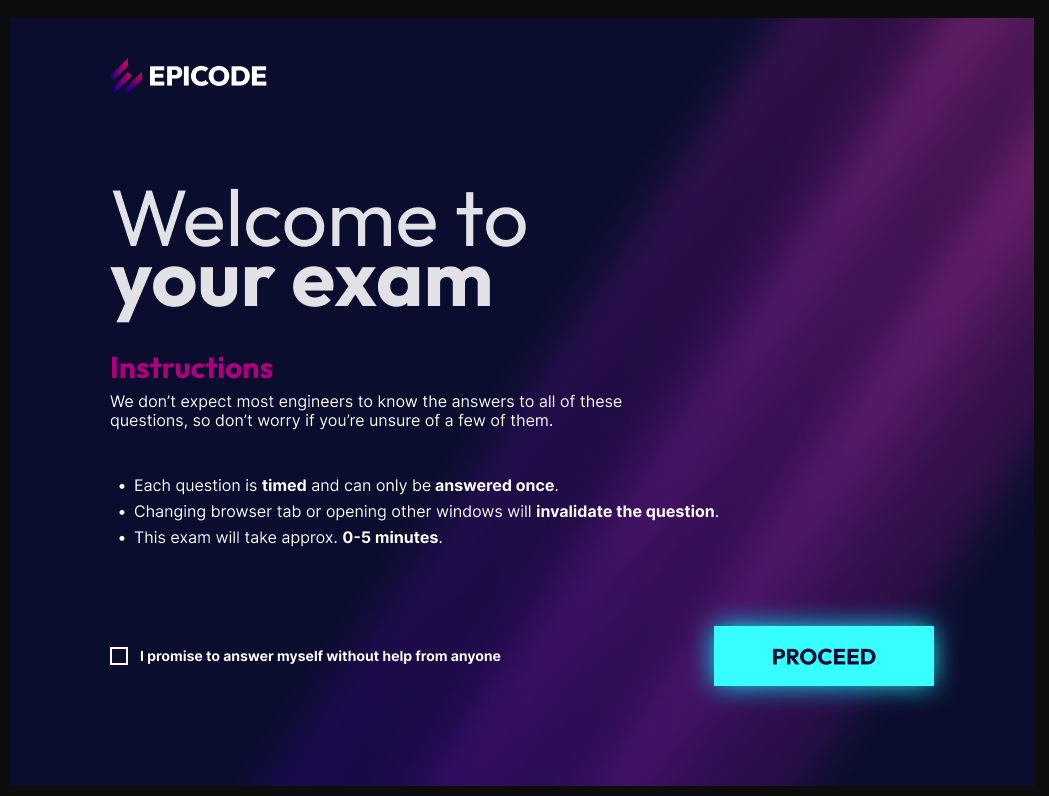 EPICODE
Welcome to
your exam
Instructions
We don’t expect most engineers to know the answers to all of these
questions, so don’t worry if you’re unsure of a few of them.
• Each question is timed and can only be answered once.
• Changing browser tab or opening other windows will invalidate the question.
• This exam will take approx. 0-5 minutes.
I promise to answer myself without help from anyone
PROCEED